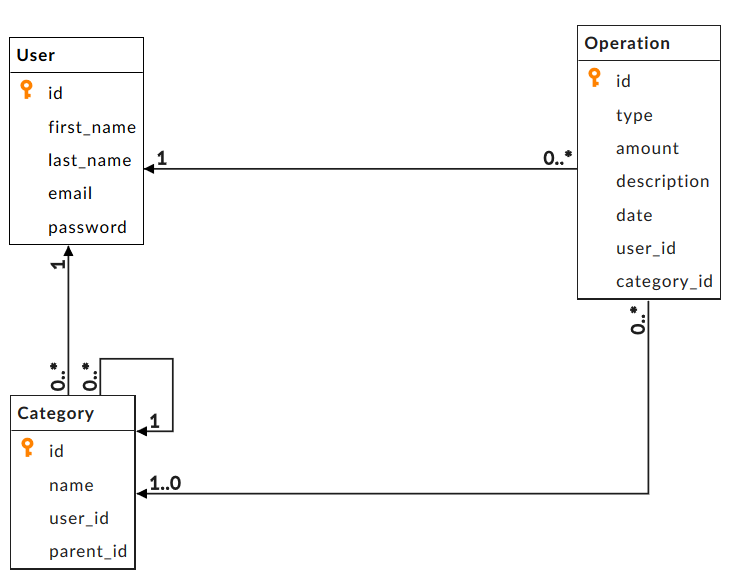 User
id
first_name
last_name
email
password
Operation
id
type
amount
description
date
user_id
category_id
1
0..*
1
0..*
0..*
0..*
Category
id
name
user_id
parent_id
1
1..0